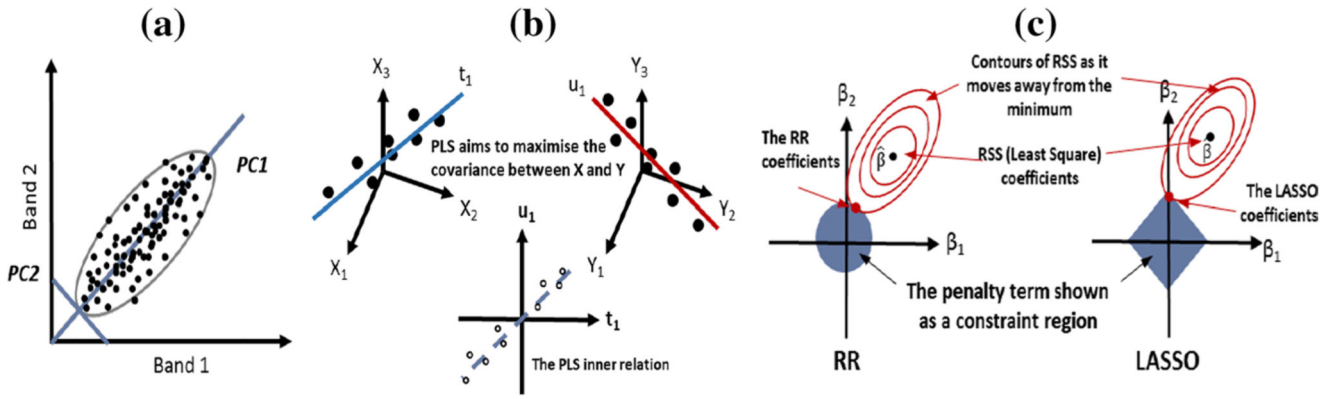 (a)
Band 2
PC1
PC2
Band 1
(b)
X3
t1
X2
X1
PLS aims to maximise the
covariance between X and Y
u1
Y3
Y2
Y1
u1
t1
The PLS inner relation
(c)
Contours of RSS as it
moves away from the
minimum
β2
The RR
coefficients
β̂
RSS (Least Square)
coefficients
β1
β2
β̂
The LASSO
coefficients
β1
The penalty term shown
as a constraint region
RR
LASSO